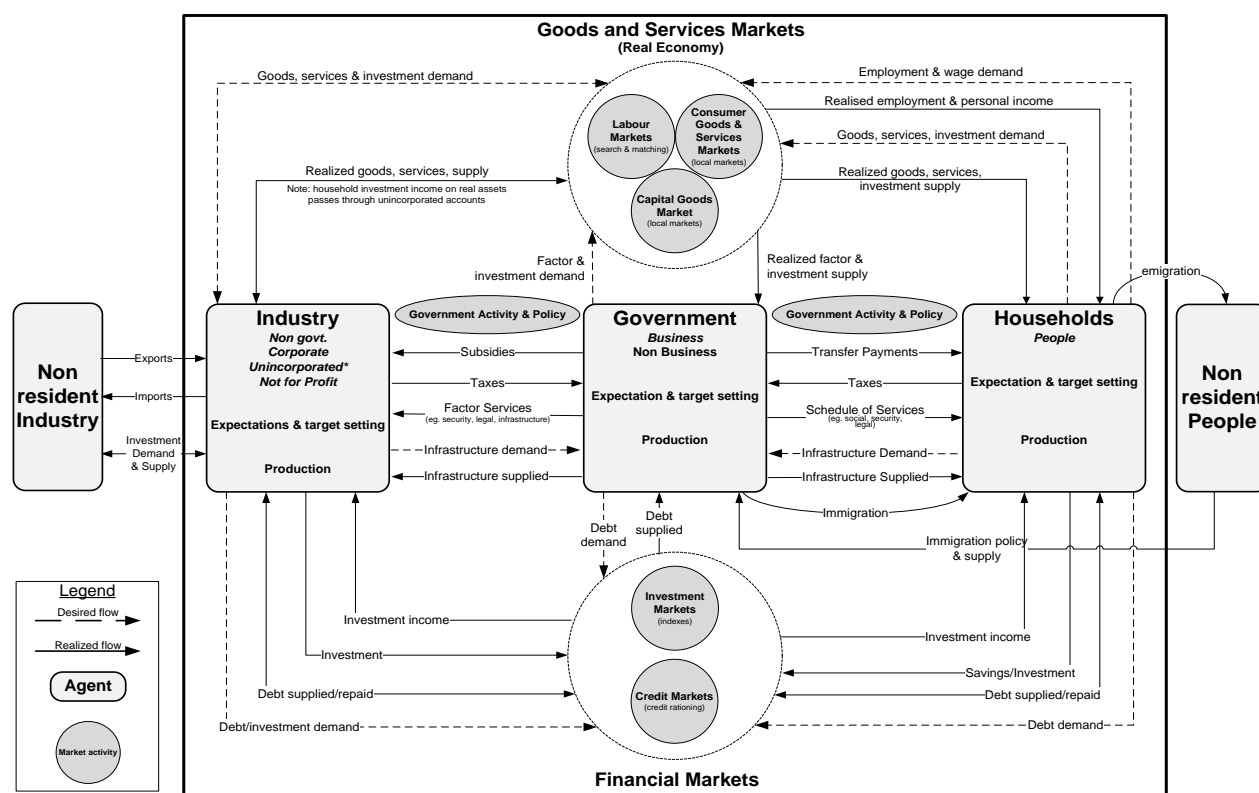 Goods and Services Markets
(Real Economy)
Goods, services & investment demand
Employment & wage demand
Realised employment & personal income
Labour
Markets
(search & matching)
Consumer
Goods &
Services
Markets
(local markets)
Goods, services, investment demand
Realized goods, services, supply
Note: household investment income on real assets
passes through unincorporated accounts
Realized goods, services,
investment supply
Capital Goods
Market
(local markets)
Factor &
investment demand
Realized factor &
investment supply
emigration
Industry
Non govt.
Corporate
Unincorporated*
Not for Profit
Expectations & target setting
Production
Government Activity & Policy
Government
Business
Non Business
Expectation & target setting
Production
Government Activity & Policy
Households
People
Expectation & target setting
Production
Non
resident
Industry
Non
resident
People
Exports
Imports
Investment
Demand
& Supply
Subsidies
Taxes
Factor Services
(eg. security, legal, infrastructure)
Infrastructure demand
Infrastructure supplied
Transfer Payments
Taxes
Schedule of Services
(eg. social, security,
legal)
Infrastructure Demand
Infrastructure Supplied
Immigration
Debt
demand
Debt
supplied
Immigration policy
& supply
Legend
Desired flow
Realized flow
Agent
Market activity
Investment
Markets
(indexes)
Credit Markets
(credit rationing)
Investment income
Investment
Debt supplied/repaid
Debt/investment demand
Investment income
Savings/Investment
Debt supplied/repaid
Debt demand
Financial Markets